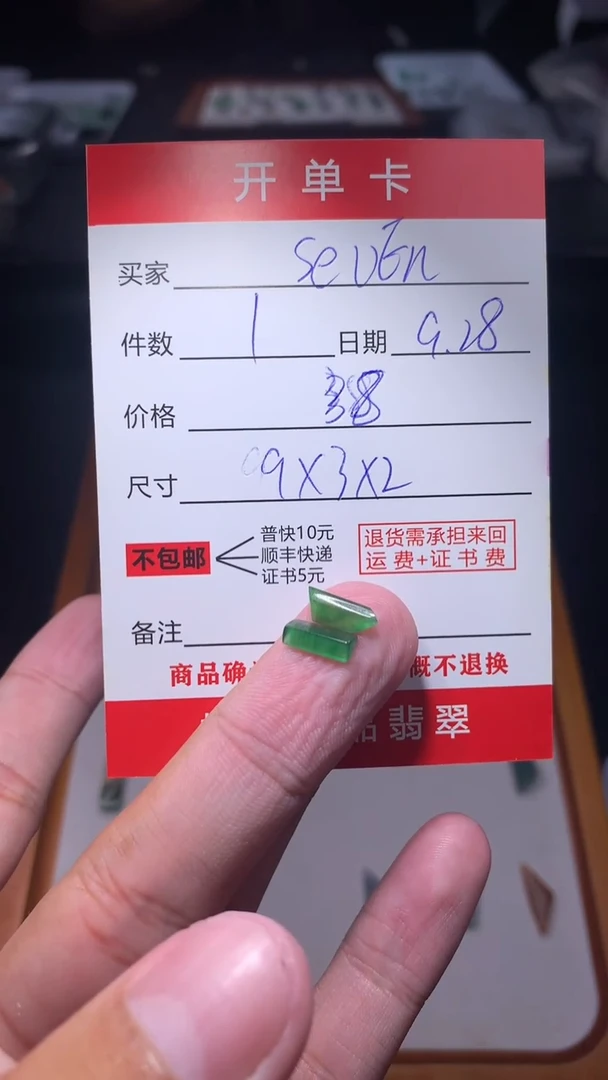 开单卡
买家 SeVEn
件数 1 日期 9.28
价格 38
尺寸 9X3X2
不包邮
普快10元
顺丰快递
证书5元
退货需承担来回
运费+证书费
备注
商品确 概不退换
品翡翠